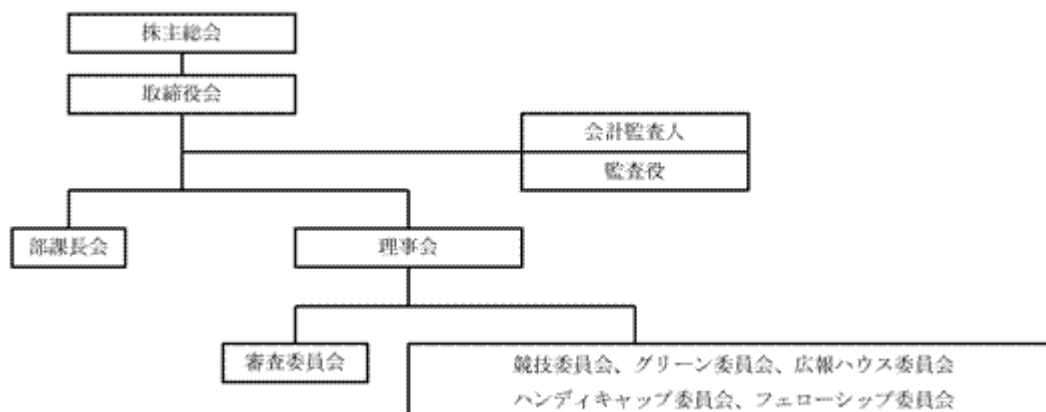 株主総会
取締役会
会計監査人
監査役
部課長会
理事会
審査委員会
競技委員会、グリーン委員会、広報ハウス委員会
ハンディキャップ委員会、フェローシップ委員会